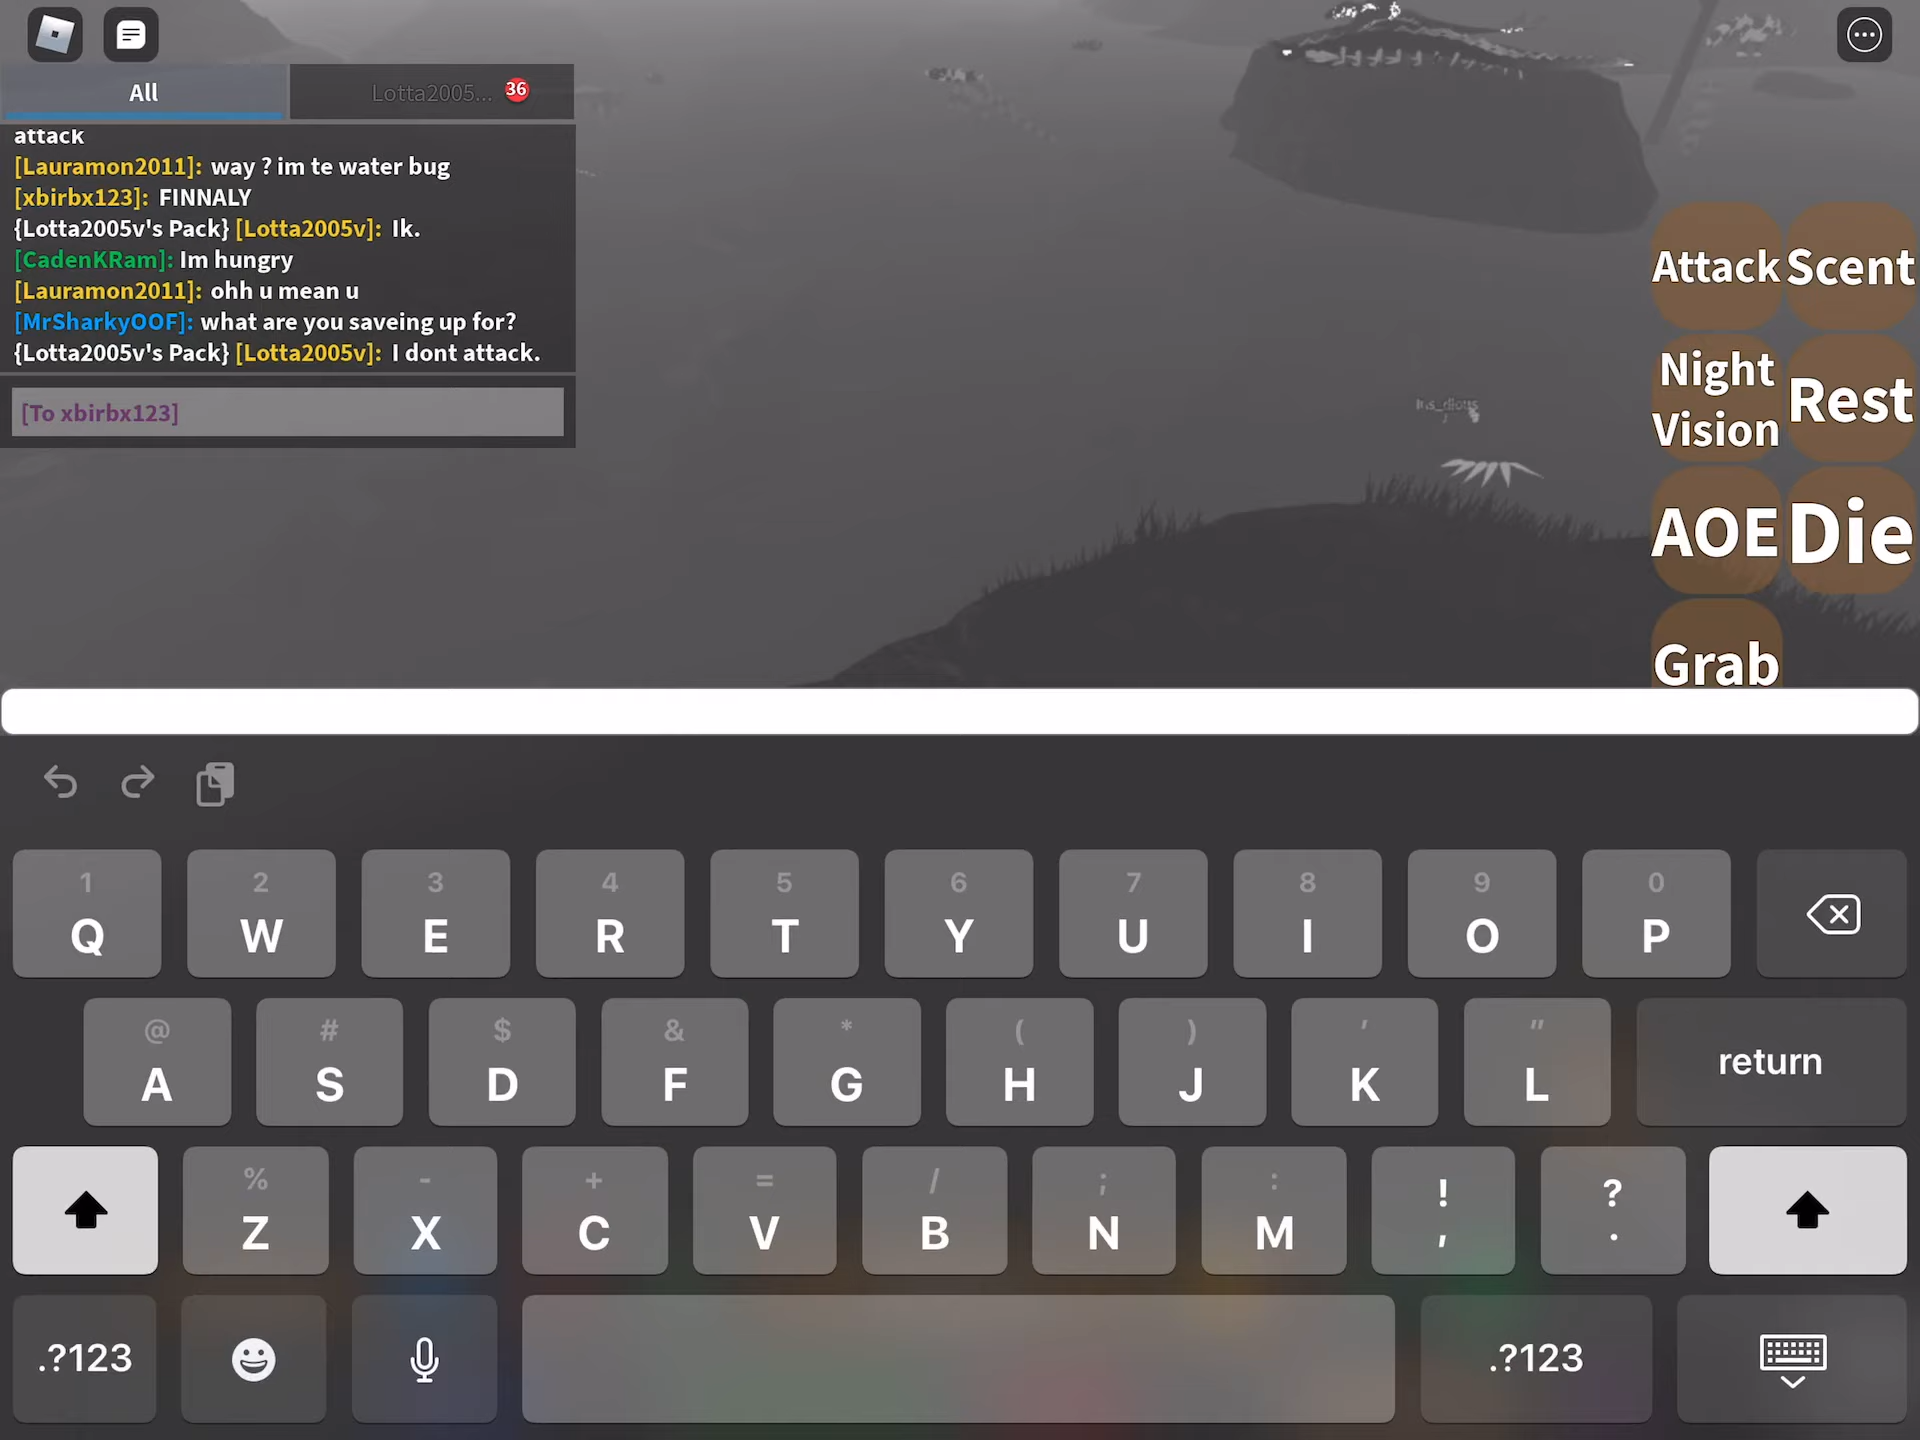 All
Lotta2005... 36
attack
[Lauramon2011]: way ? im te water bug
[xbirbx123]: FINNALY
{Lotta2005v's Pack} [Lotta2005v]: Ik.
[CadenKRam]: Im hungry
[Lauramon2011]: ohh u mean u
[MrSharkyOOF]: what are you saveing up for?
{Lotta2005v's Pack} [Lotta2005v]: I dont attack.
[To xbirbx123]
Attack Scent
Night
Vision
Rest
AOE Die
Grab
1 2 3 4 5 6 7 8 9 0
Q W E R T Y U I O P
@ # $ & * ( ) ' "
A S D F G H J K L return
% - + = / ; : ! ?
Z X C V B N M , .
.?123 .?123